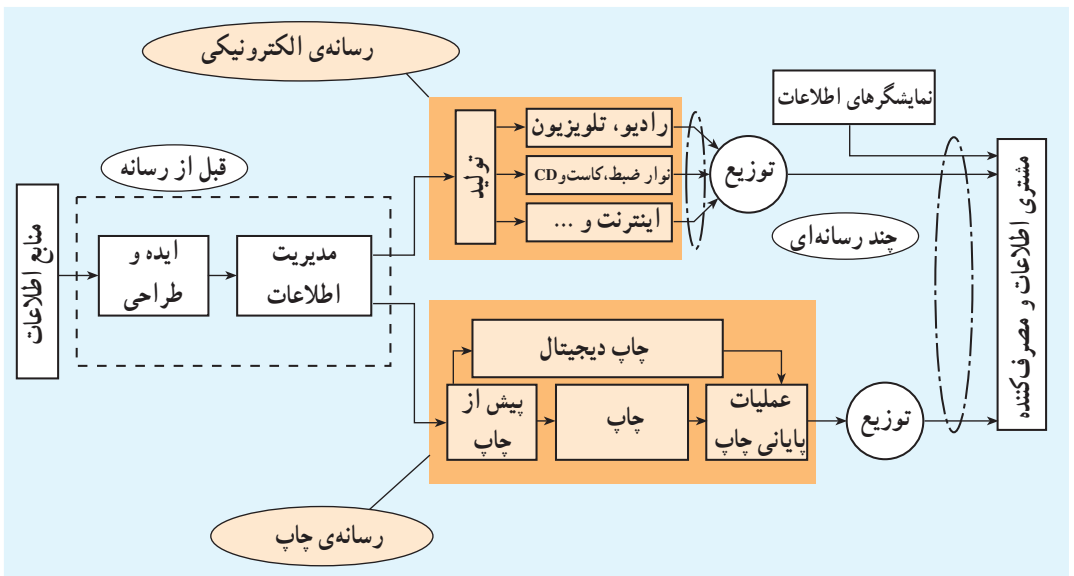 رسانه‌ی الکترونیکی
نمایشگرهای اطلاعات
رادیو، تلویزیون
تولید
نوار ضبط،کاست وCD
اینترنت و ...
توزیع
قبل از رسانه
چند رسانه‌ای
منابع اطلاعات
ایده و
طراحی
مدیریت
اطلاعات
مشتری اطلاعات و مصرف‌کننده
چاپ دیجیتال
پیش از
چاپ
چاپ
عملیات
پایانی چاپ
توزیع
رسانه‌ی چاپ